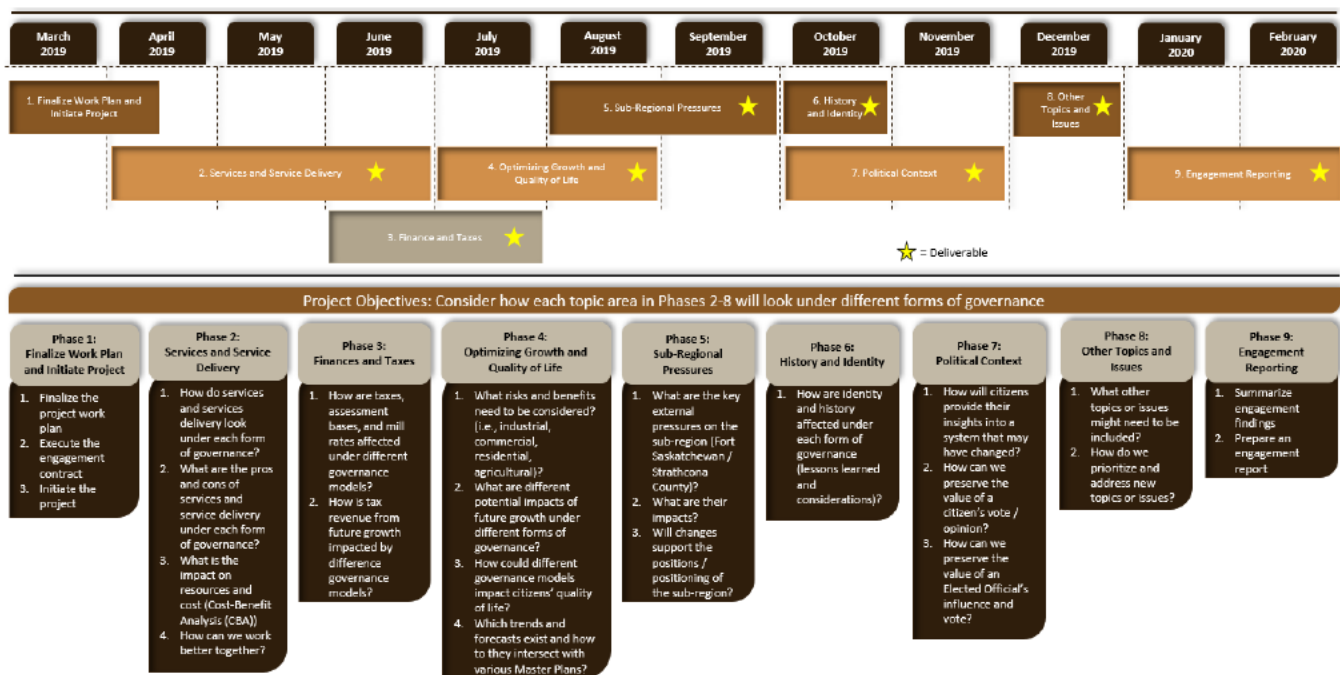 March
2019
April
2019
May
2019
June
2019
July
2019
August
2019
September
2019
October
2019
November
2019
December
2019
January
2020
February
2020
1. Finalize Work Plan and
Initiate Project
5. Sub-Regional Pressures
6. History
and Identity
8. Other
Topics and
Issues
2. Services and Service Delivery
4. Optimizing Growth and
Quality of Life
7. Political Context
9. Engagement Reporting
3. Finance and Taxes
= Deliverable
Project Objectives: Consider how each topic area in Phases 2-8 will look under different forms of governance
Phase 1:
Finalize Work Plan
and Initiate Project
1. Finalize the
project work
plan
2. Execute the
engagement
contract
3. Initiate the
project
Phase 2:
Services and Service
Delivery
1. How do services
and services
delivery look
under each form
of governance?
2. What are the pros
and cons of
services and
service delivery
under each form
of governance?
3. What is the
impact on
resources and
cost (Cost-Benefit
Analysis (CBA))
4. How can we work
better together?
Phase 3:
Finances and Taxes
1. How are taxes,
assessment
bases, and mill
rates affected
under different
governance
models?
2. How is tax
revenue from
future growth
impacted by
difference
governance
models?
Phase 4:
Optimizing Growth and
Quality of Life
1. What risks and benefits
need to be considered?
(i.e., industrial,
commercial,
residential,
agricultural)?
2. What are different
potential impacts of
future growth under
different forms of
governance?
3. How could different
governance models
impact citizens' quality
of life?
4. Which trends and
forecasts exist and how
to they intersect with
various Master Plans?
Phase 5:
Sub-Regional
Pressures
1. What are the key
external
pressures on the
sub-region (Fort
Saskatchewan /
Strathcona
County)?
2. What are their
impacts?
3. Will changes
support the
positions /
positioning of
the sub-region?
Phase 6:
History and Identity
1. How are identity
and history
affected under
each form of
governance
(lessons learned
and
considerations)?
Phase 7:
Political Context
1. How will citizens
provide their
insights into a
system that may
have changed?
2. How can we
preserve the
value of a
citizen's vote /
opinion?
3. How can we
preserve the
value of an
Elected Official's
influence and
vote?
Phase 8:
Other Topics and
Issues
1. What other
topics or issues
might need to be
included?
2. How do we
prioritize and
address new
topics or issues?
Phase 9:
Engagement
Reporting
1. Summarize
engagement
findings
2. Prepare an
engagement
report